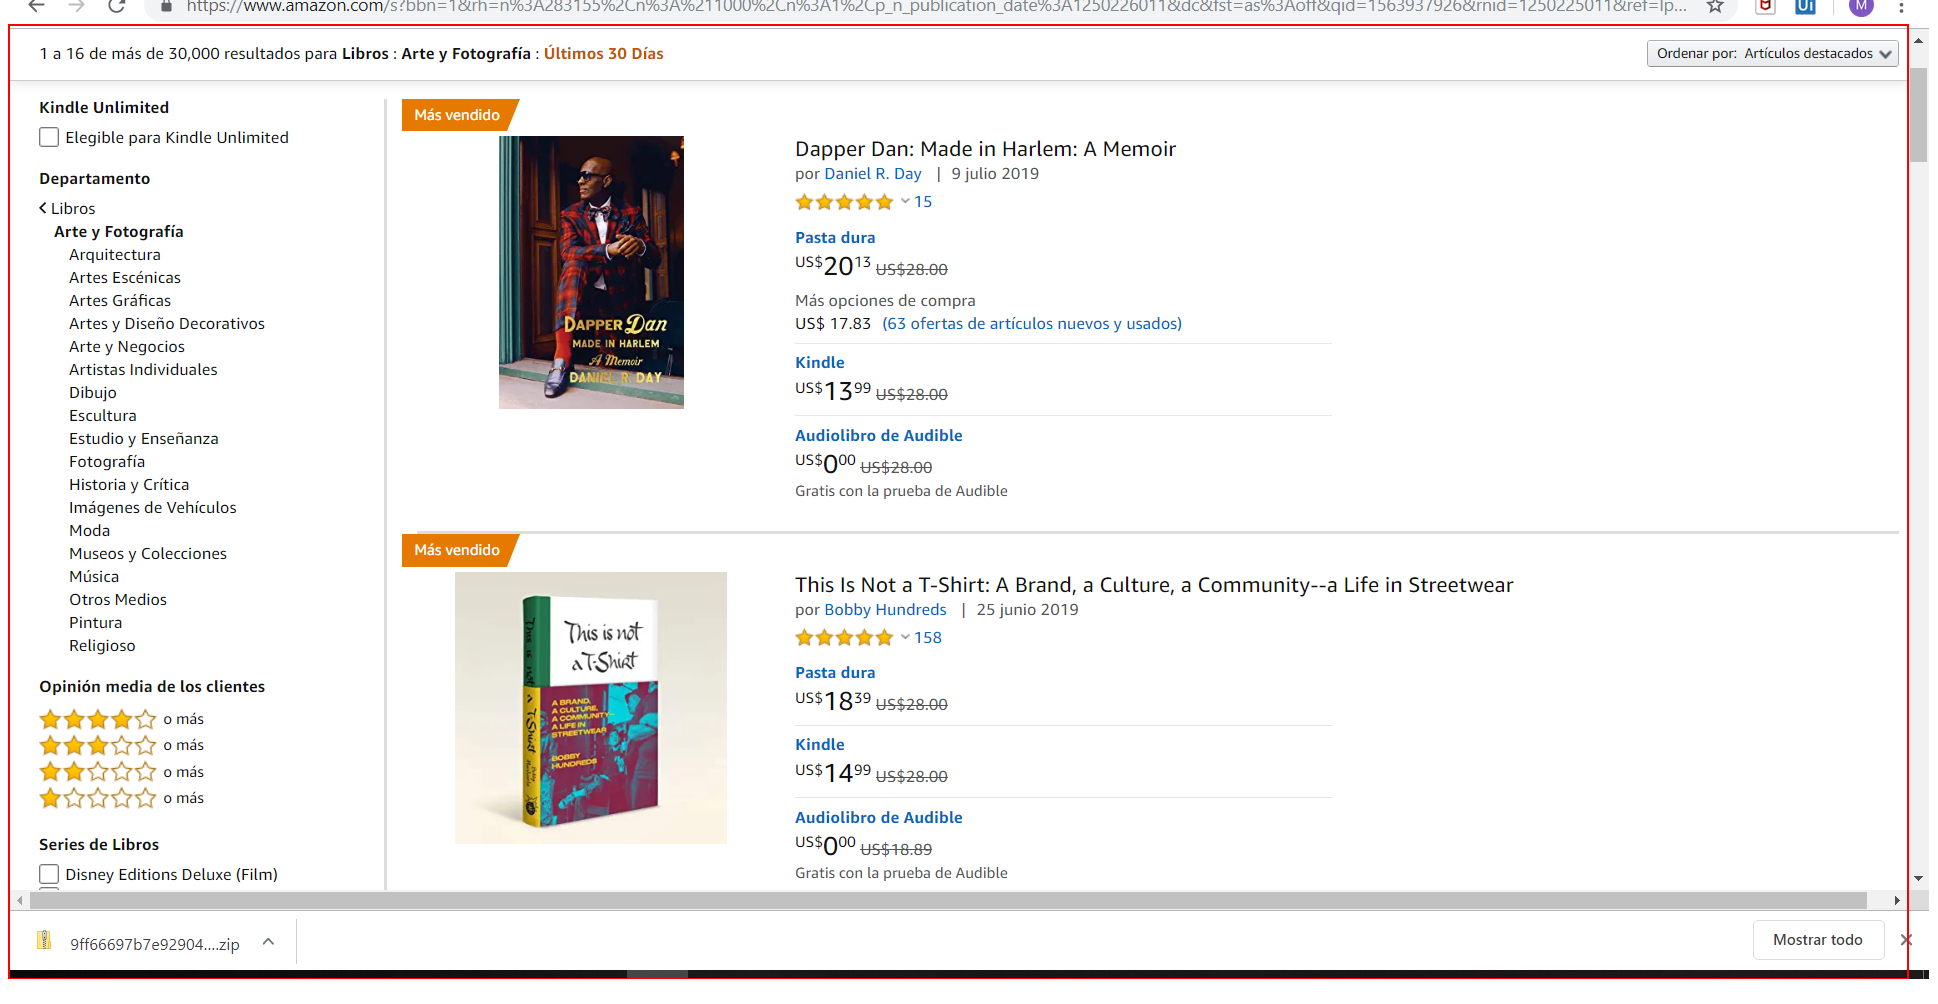 https://www.amazon.com/s?bbn=1&rh=n%3A283155%2Cn%3A%211000%2Cn%3A1%2Cp_n_publication_date%3A1250226011&dc&fst=as%3Aoff&qid=1563937926&rnid=1250225011&ref=lp...
M
1 a 16 de más de 30,000 resultados para Libros : Arte y Fotografía : Últimos 30 Días
Ordenar por: Artículos destacados
Kindle Unlimited
Elegible para Kindle Unlimited
Departamento
Libros
Arte y Fotografía
Arquitectura
Artes Escénicas
Artes Gráficas
Artes y Diseño Decorativos
Arte y Negocios
Artistas Individuales
Dibujo
Escultura
Estudio y Enseñanza
Fotografía
Historia y Crítica
Imágenes de Vehículos
Moda
Museos y Colecciones
Música
Otros Medios
Pintura
Religioso
Opinión media de los clientes
o más
o más
o más
o más
Series de Libros
Disney Editions Deluxe (Film)
Más vendido
DAPPER Dan
MADE IN HARLEM
A Memoir
DANIEL R. DAY
Dapper Dan: Made in Harlem: A Memoir
por Daniel R. Day | 9 julio 2019
15
Pasta dura
US$20.13 US$28.00
Más opciones de compra
US$ 17.83 (63 ofertas de artículos nuevos y usados)
Kindle
US$13.99 US$28.00
Audiolibro de Audible
US$0.00 US$28.00
Gratis con la prueba de Audible
Más vendido
This is not
a T-Shirt
A BRAND,
A CULTURE,
A COMMUNITY—
A LIFE IN
STREETWEAR
BOBBY
HUNDREDS
This is not a T-Shirt
This Is Not a T-Shirt: A Brand, a Culture, a Community--a Life in Streetwear
por Bobby Hundreds | 25 junio 2019
158
Pasta dura
US$18.39 US$28.00
Kindle
US$14.99 US$28.00
Audiolibro de Audible
US$0.00 US$18.89
Gratis con la prueba de Audible
9ff66697b7e92904....zip
Mostrar todo